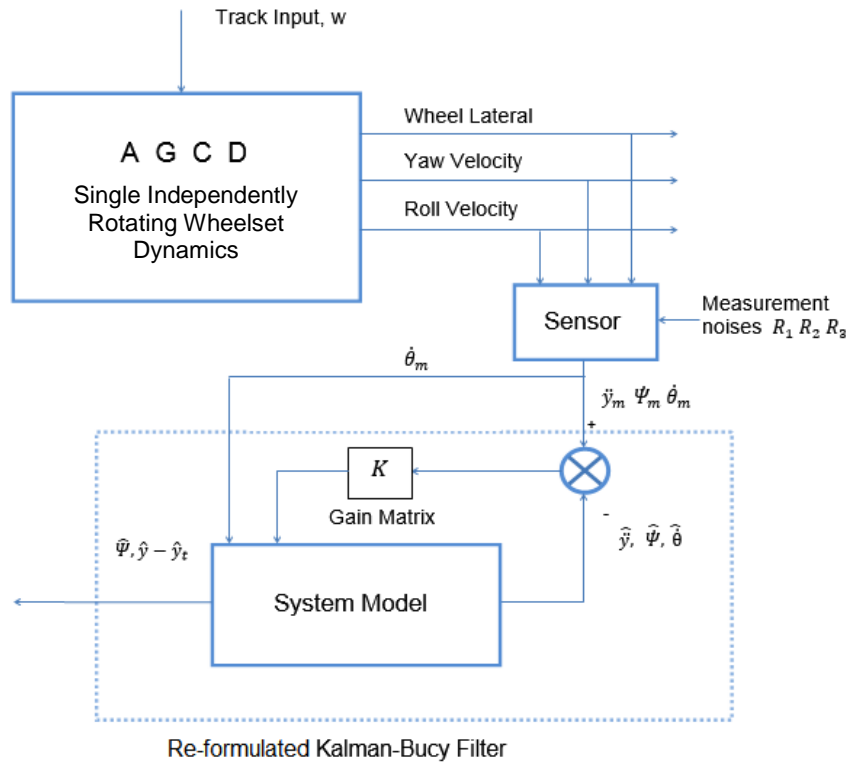 Track Input, w
A G C D
Single Independently
Rotating Wheelset
Dynamics
Wheel Lateral
Yaw Velocity
Roll Velocity
Sensor
Measurement
noises R₁ R₂ R₃
θ̇ₘ
ÿₘ Ψ̇ₘ θ̇ₘ
+
K
Gain Matrix
-
ÿ̂, Ψ̂, θ̇̂
Ψ̂, ŷ − ŷₜ
System Model
Re-formulated Kalman-Bucy Filter